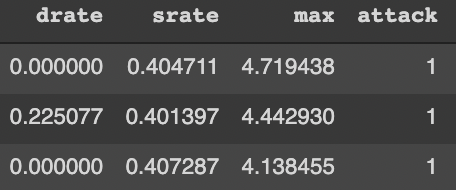 drate srate max attack
0.000000 0.404711 4.719438 1
0.225077 0.401397 4.442930 1
0.000000 0.407287 4.138455 1